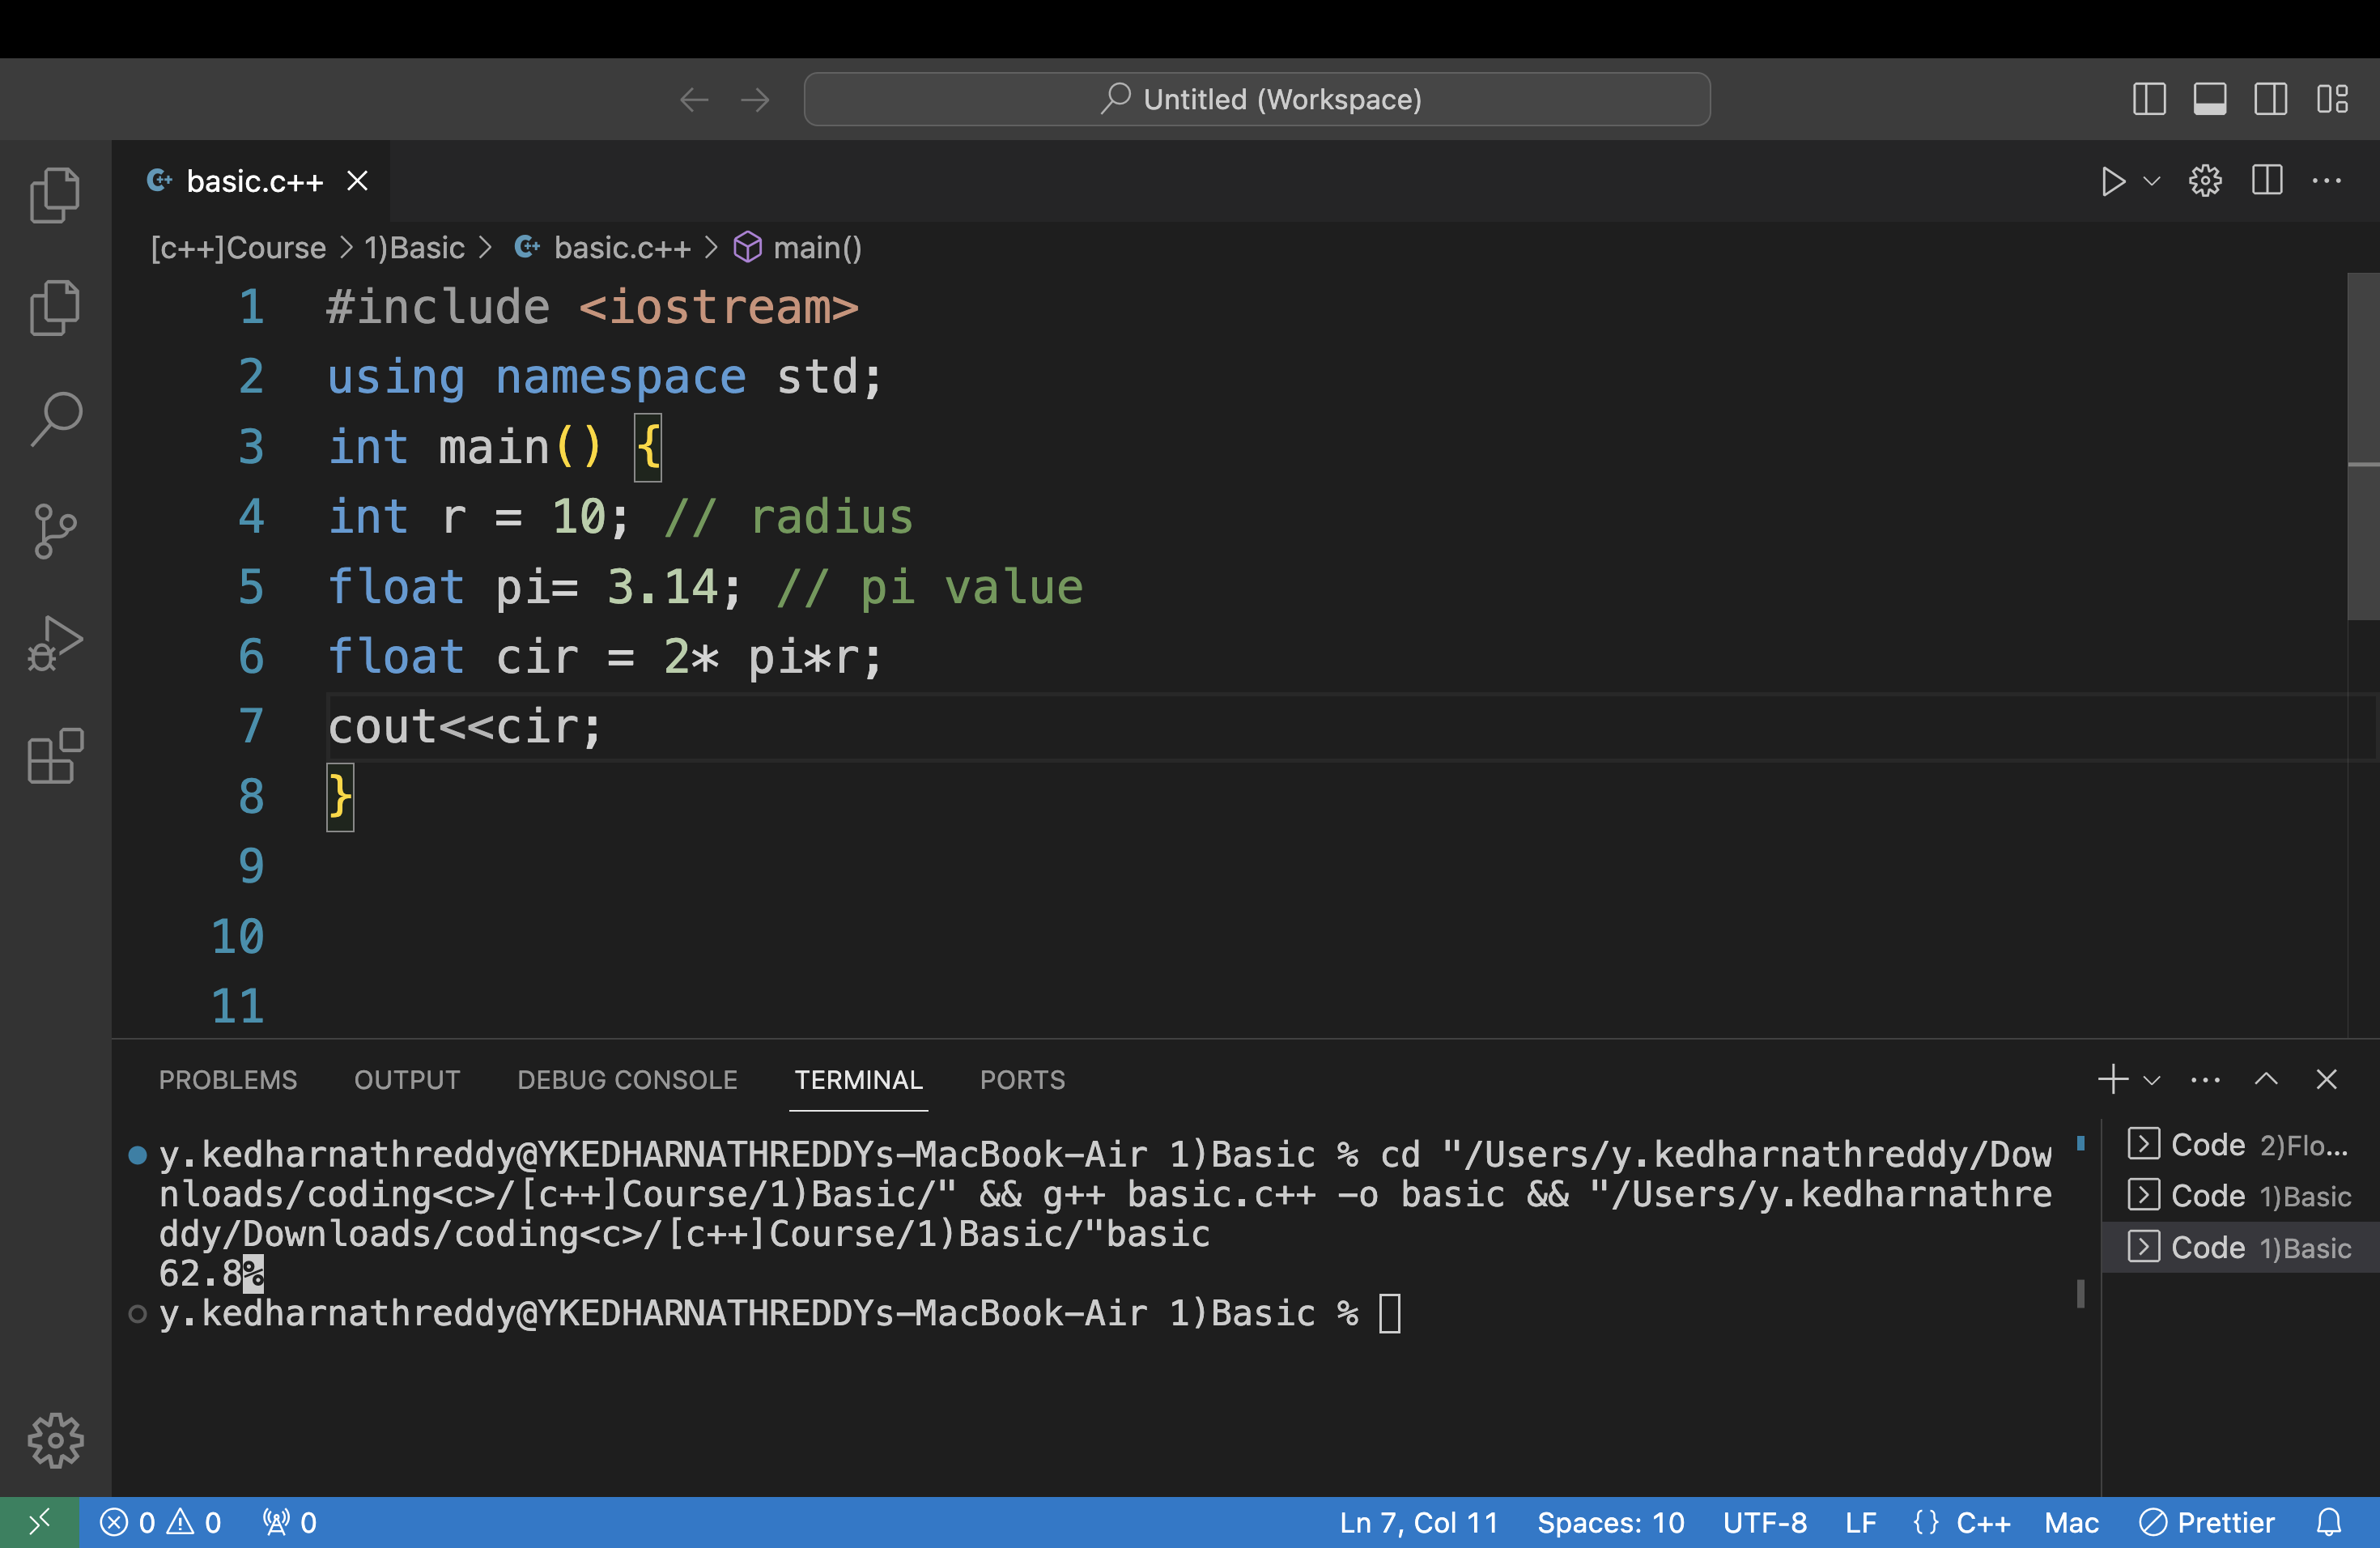 Untitled (Workspace)
basic.c++
[c++]Course > 1)Basic > basic.c++ > main()
1 #include <iostream>
2 using namespace std;
3 int main() {
4 int r = 10; // radius
5 float pi= 3.14; // pi value
6 float cir = 2* pi*r;
7 cout<<cir;
8 }
9
10
11
PROBLEMS OUTPUT DEBUG CONSOLE TERMINAL PORTS
y.kedharnathreddy@YKEDHARNATHREDDYs-MacBook-Air 1)Basic % cd "/Users/y.kedharnathreddy/Dow
nloads/coding<c>/[c++]Course/1)Basic/" && g++ basic.c++ -o basic && "/Users/y.kedharnathre
ddy/Downloads/coding<c>/[c++]Course/1)Basic/"basic
62.8%
y.kedharnathreddy@YKEDHARNATHREDDYs-MacBook-Air 1)Basic %
Code 2)Flo...
Code 1)Basic
Code 1)Basic
0 0 0 Ln 7, Col 11 Spaces: 10 UTF-8 LF {} C++ Mac Prettier